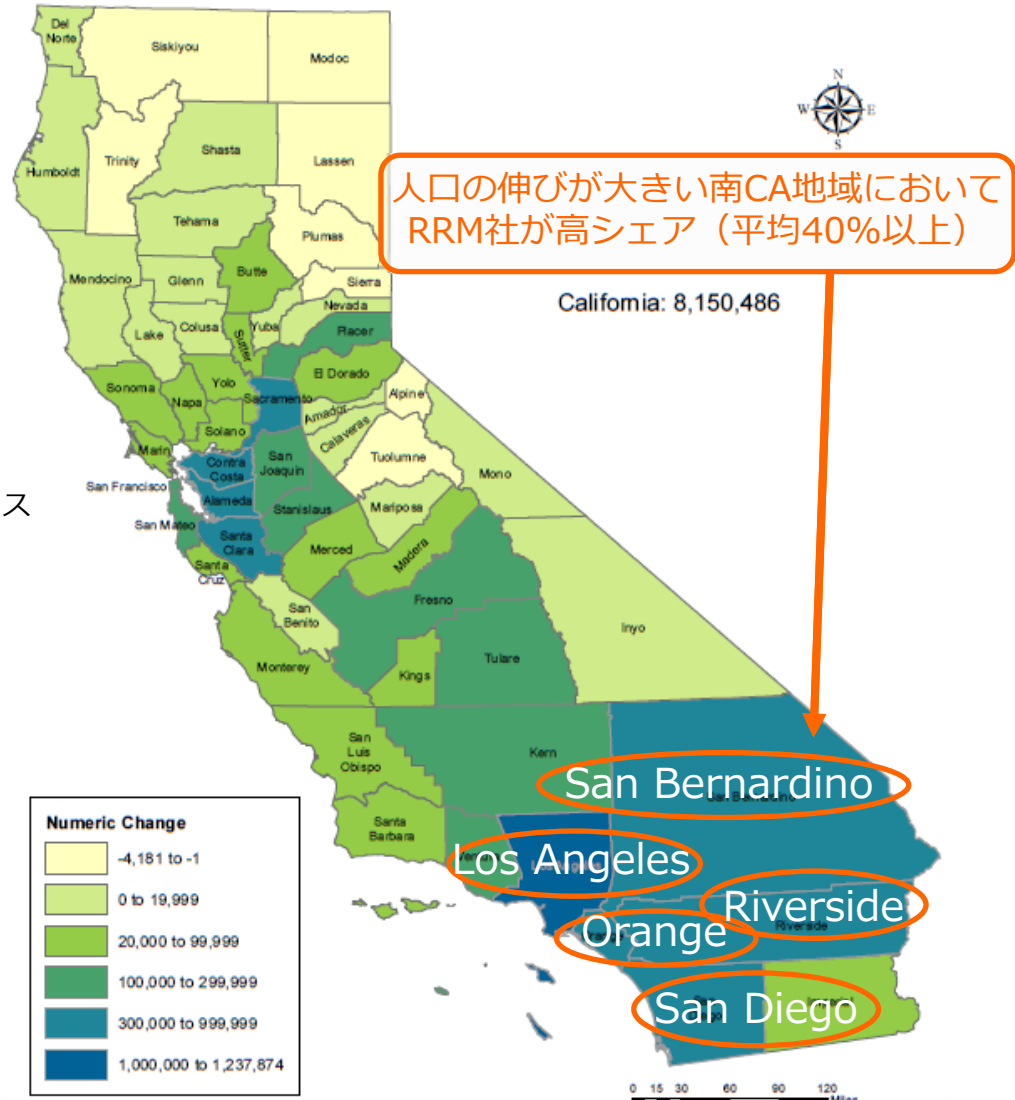 Del
Norte
Siskiyou
Modoc
N
W
E
S
Humboldt
Trinity
Shasta
Lassen
人口の伸びが大きい南CA地域において
RRM社が高シェア（平均40%以上）
Tehama
Plumas
Mendocino
Glenn
Butte
Sierra
Nevada
California: 8,150,486
Lake
Colusa
Sutter
Yuba
Placer
Sonoma
Napa
Yolo
Sacramento
El Dorado
Alpine
Amador
Calaveras
Solano
Marin
Contra
Costa
San
Joaquin
Tuolumne
Mono
San Francisco
Alameda
Stanislaus
Mariposa
ス
San Mateo
Santa
Clara
Merced
Madera
Santa
Cruz
San
Benito
Fresno
Inyo
Monterey
Kings
Tulare
San
Luis
Obispo
Kern
San Bernardino
San Bernardino
Santa
Barbara
Ventura
Los Angeles
Riverside
Riverside
Orange
Orange
San Diego
Numeric Change
-4,181 to -1
0 to 19,999
20,000 to 99,999
100,000 to 299,999
300,000 to 999,999
1,000,000 to 1,237,874
0 15 30 60 90 120
Miles